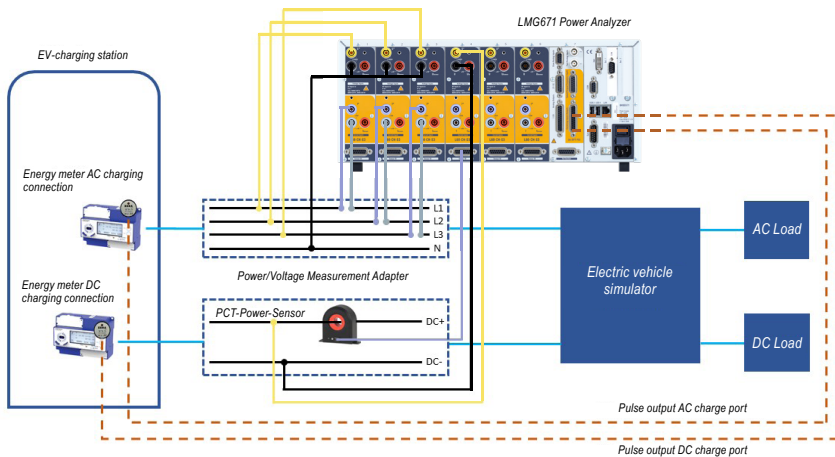 LMG671 Power Analyzer
EV-charging station
Energy meter AC charging
connection
L1
L2
L3
N
Power/Voltage Measurement Adapter
Energy meter DC
charging connection
PCT-Power-Sensor
DC+
DC-
Electric vehicle
simulator
AC Load
DC Load
Pulse output AC charge port
Pulse output DC charge port